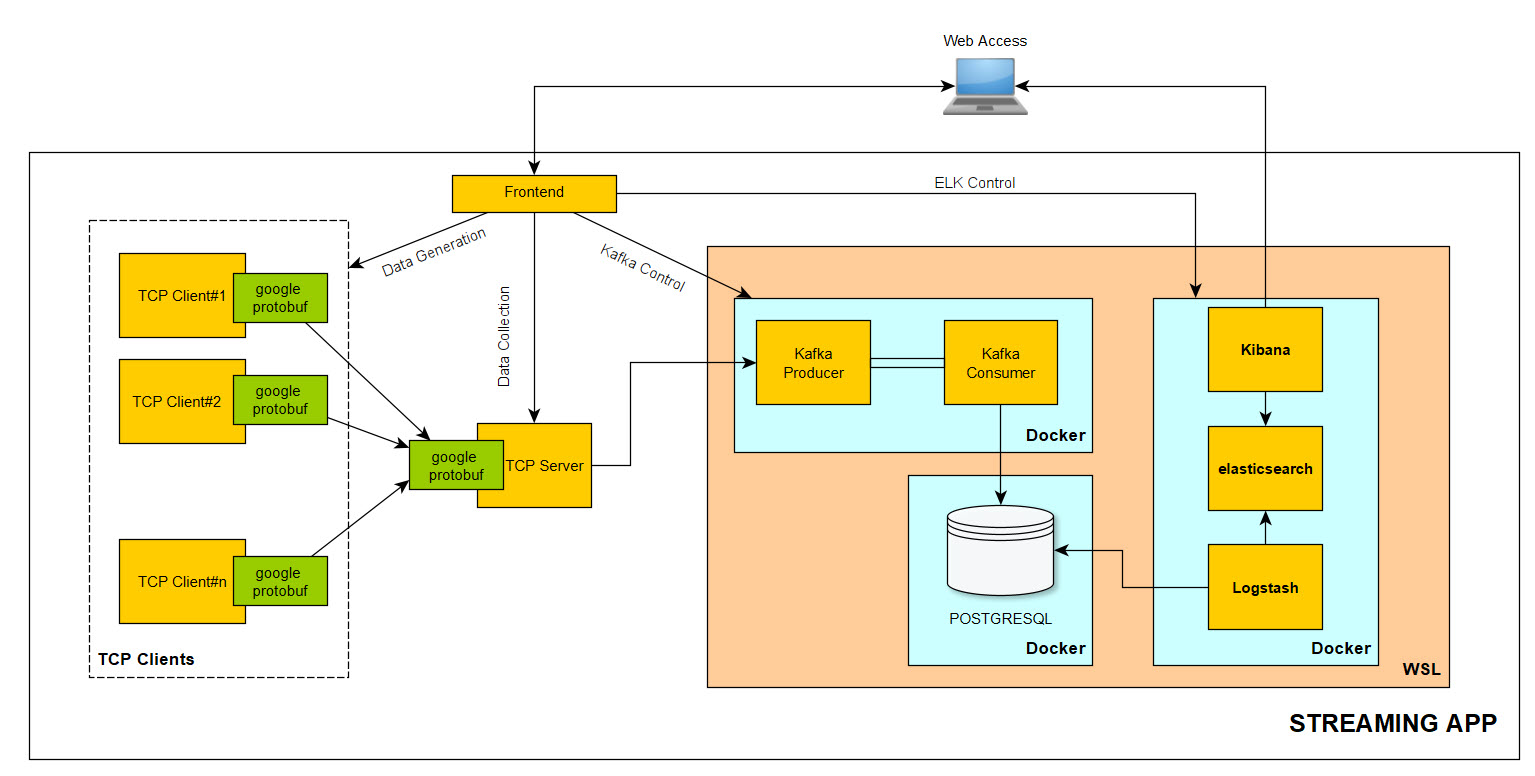 Web Access
Frontend
ELK Control
Data Generation
Kafka Control
Data Collection
TCP Client#1
google
protobuf
TCP Client#2
google
protobuf
TCP Client#n
google
protobuf
TCP Clients
google
protobuf
TCP Server
Kafka
Producer
Kafka
Consumer
Docker
POSTGRESQL
Docker
Kibana
elasticsearch
Logstash
Docker
WSL
STREAMING APP